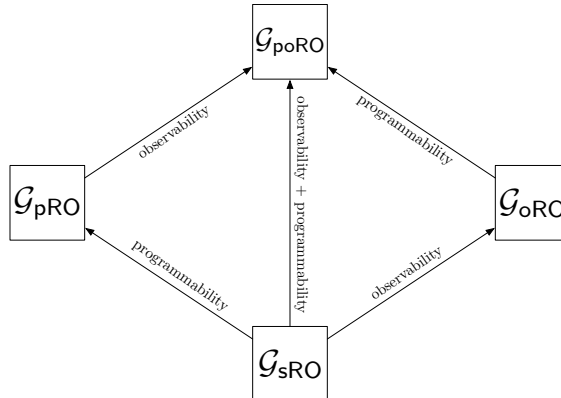 𝒢poRO
observability
observability + programmability
programmability
𝒢pRO
𝒢oRO
programmability
observability
𝒢sRO